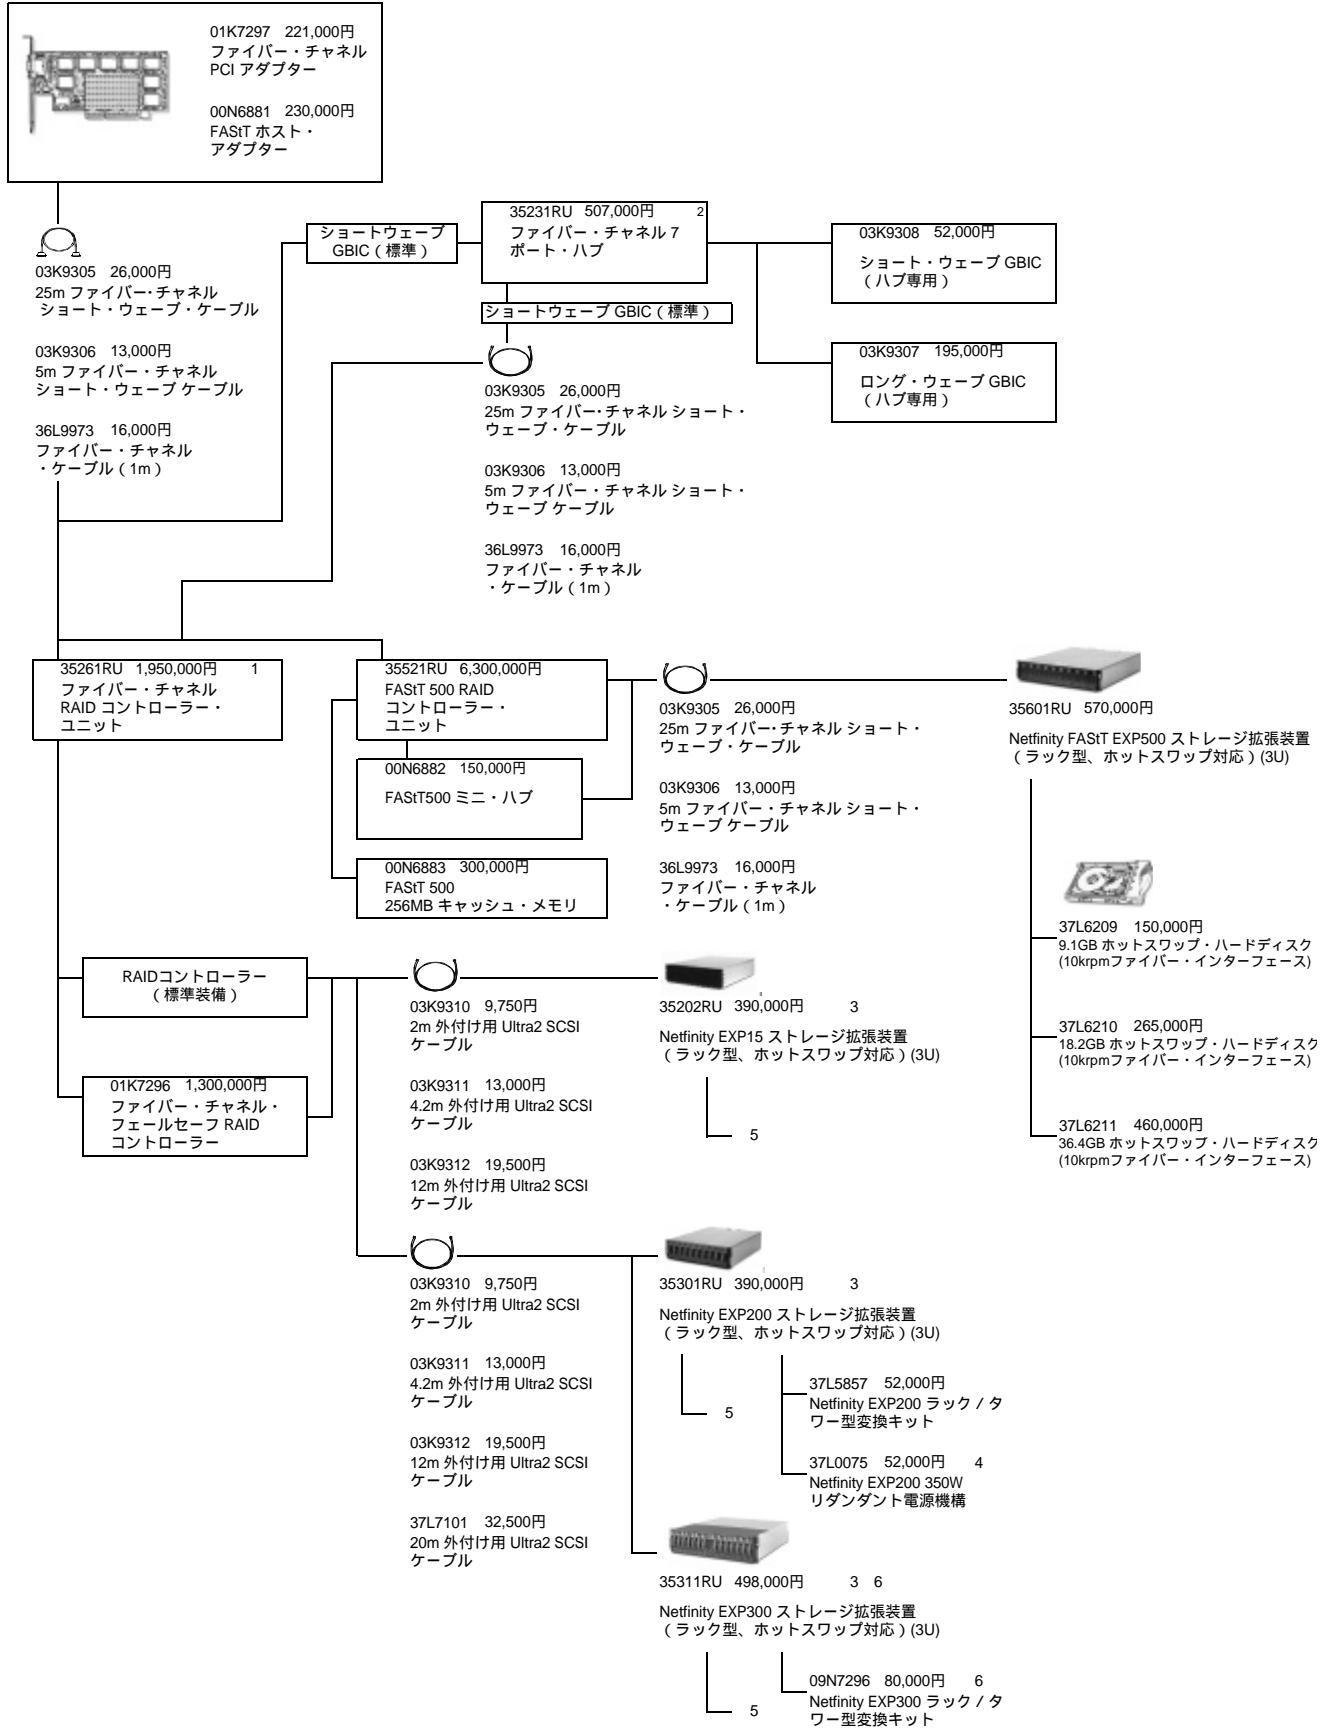 01K7297 221,000円
ファイバー・チャネル
PCI アダプター
00N6881 230,000円
FAStT ホスト・
アダプター
03K9305 26,000円
25m ファイバー・チャネル
ショート・ウェーブ・ケーブル
03K9306 13,000円
5m ファイバー・チャネル
ショート・ウェーブ ケーブル
36L9973 16,000円
ファイバー・チャネル
・ケーブル（1m）
ショートウェーブ
GBIC（標準）
35231RU 507,000円 2
ファイバー・チャネル 7
ポート・ハブ
ショートウェーブ GBIC（標準）
03K9308 52,000円
ショート・ウェーブ GBIC
（ハブ専用）
03K9307 195,000円
ロング・ウェーブ GBIC
（ハブ専用）
03K9305 26,000円
25m ファイバー・チャネル ショート・
ウェーブ・ケーブル
03K9306 13,000円
5m ファイバー・チャネル ショート・
ウェーブ ケーブル
36L9973 16,000円
ファイバー・チャネル
・ケーブル（1m）
35261RU 1,950,000円 1
ファイバー・チャネル
RAID コントローラー・
ユニット
35521RU 6,300,000円
FAStT 500 RAID
コントローラー・
ユニット
00N6882 150,000円
FAStT500 ミニ・ハブ
00N6883 300,000円
FAStT 500
256MB キャッシュ・メモリ
03K9305 26,000円
25m ファイバー・チャネル ショート・
ウェーブ・ケーブル
03K9306 13,000円
5m ファイバー・チャネル ショート・
ウェーブ ケーブル
36L9973 16,000円
ファイバー・チャネル
・ケーブル（1m）
35601RU 570,000円
Netfinity FAStT EXP500 ストレージ拡張装置
（ラック型、ホットスワップ対応）(3U)
37L6209 150,000円
9.1GB ホットスワップ・ハードディスク
(10krpmファイバー・インターフェース)
37L6210 265,000円
18.2GB ホットスワップ・ハードディスク
(10krpmファイバー・インターフェース)
37L6211 460,000円
36.4GB ホットスワップ・ハードディスク
(10krpmファイバー・インターフェース)
RAIDコントローラー
（標準装備）
01K7296 1,300,000円
ファイバー・チャネル・
フェールセーフ RAID
コントローラー
03K9310 9,750円
2m 外付け用 Ultra2 SCSI
ケーブル
03K9311 13,000円
4.2m 外付け用 Ultra2 SCSI
ケーブル
03K9312 19,500円
12m 外付け用 Ultra2 SCSI
ケーブル
35202RU 390,000円 3
Netfinity EXP15 ストレージ拡張装置
（ラック型、ホットスワップ対応）(3U)
5
03K9310 9,750円
2m 外付け用 Ultra2 SCSI
ケーブル
03K9311 13,000円
4.2m 外付け用 Ultra2 SCSI
ケーブル
03K9312 19,500円
12m 外付け用 Ultra2 SCSI
ケーブル
37L7101 32,500円
20m 外付け用 Ultra2 SCSI
ケーブル
35301RU 390,000円 3
Netfinity EXP200 ストレージ拡張装置
（ラック型、ホットスワップ対応）(3U)
5
37L5857 52,000円
Netfinity EXP200 ラック / タ
ワー型変換キット
37L0075 52,000円 4
Netfinity EXP200 350W
リダンダント電源機構
35311RU 498,000円 3 6
Netfinity EXP300 ストレージ拡張装置
（ラック型、ホットスワップ対応）(3U)
5
09N7296 80,000円 6
Netfinity EXP300 ラック / タ
ワー型変換キット